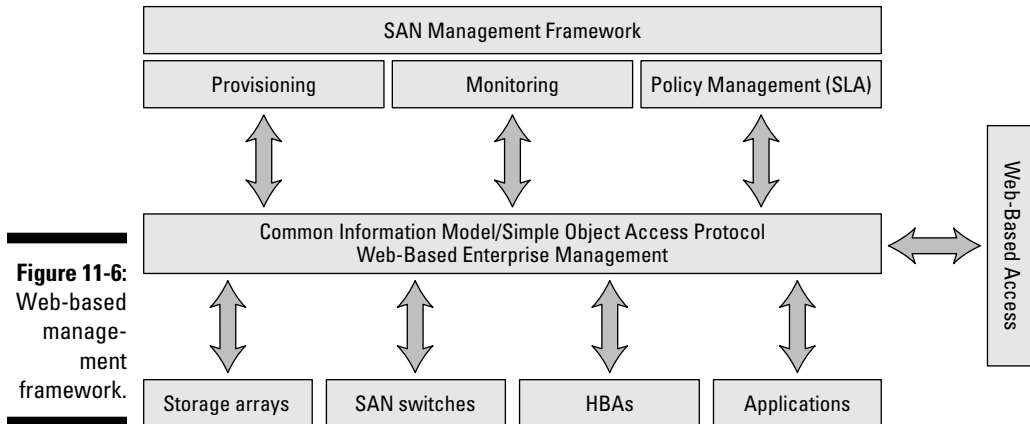 SAN Management Framework
Provisioning
Monitoring
Policy Management (SLA)
Common Information Model/Simple Object Access Protocol
Web-Based Enterprise Management
Web-Based Access
Storage arrays
SAN switches
HBAs
Applications
Figure 11-6:
Web-based
manage-
ment
framework.